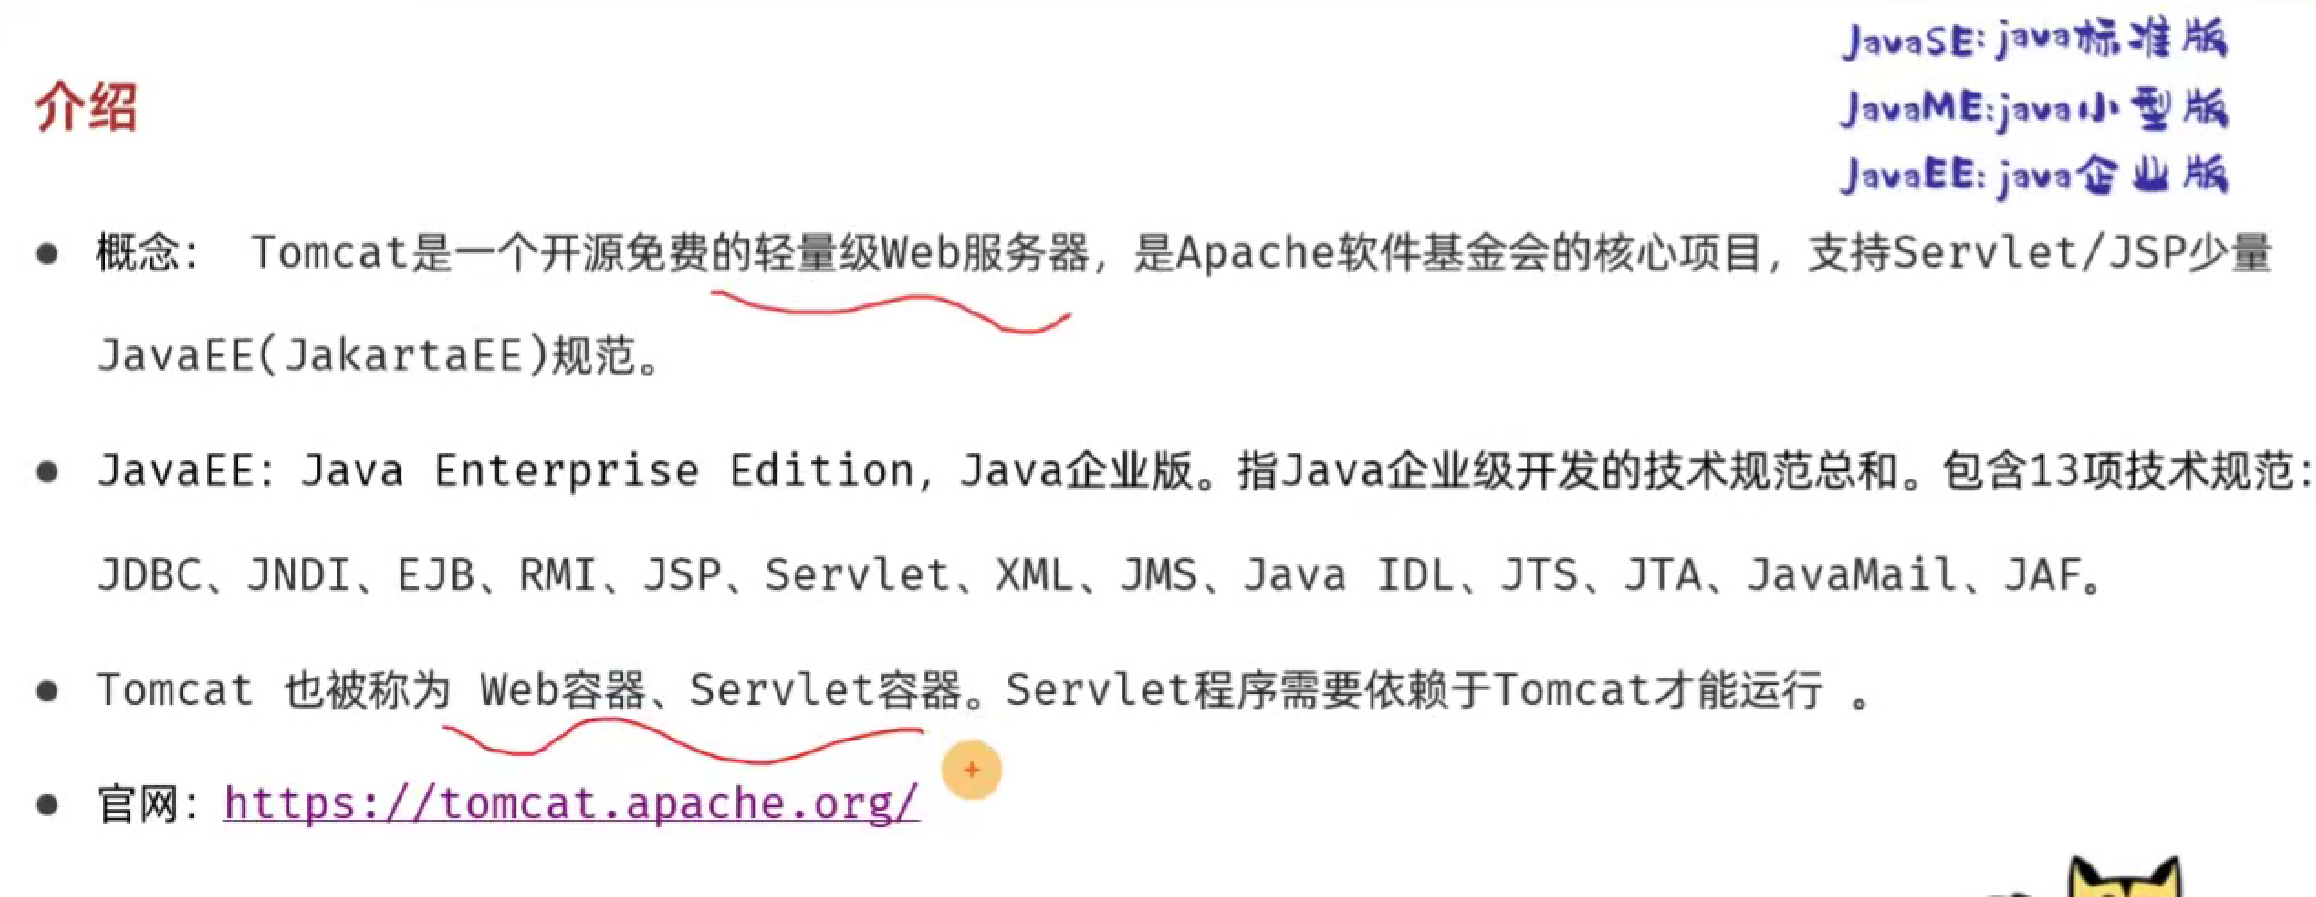 JavaSE: java标准版
JavaME:java小型版
JavaEE: java企业版
介绍
● 概念： Tomcat是一个开源免费的轻量级Web服务器，是Apache软件基金会的核心项目，支持Servlet/JSP少量
JavaEE(JakartaEE)规范。
● JavaEE：Java Enterprise Edition，Java企业版。指Java企业级开发的技术规范总和。包含13项技术规范：
JDBC、JNDI、EJB、RMI、JSP、Servlet、XML、JMS、Java IDL、JTS、JTA、JavaMail、JAF。
● Tomcat 也被称为 Web容器、Servlet容器。Servlet程序需要依赖于Tomcat才能运行 。
● 官网：https://tomcat.apache.org/